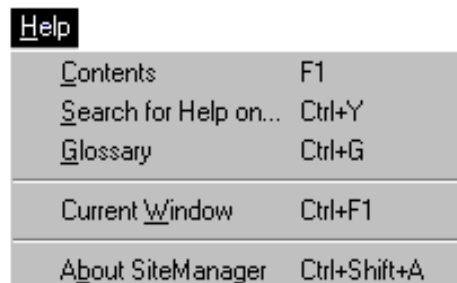 Help
Contents F1
Search for Help on... Ctrl+Y
Glossary Ctrl+G
Current Window Ctrl+F1
About SiteManager Ctrl+Shift+A